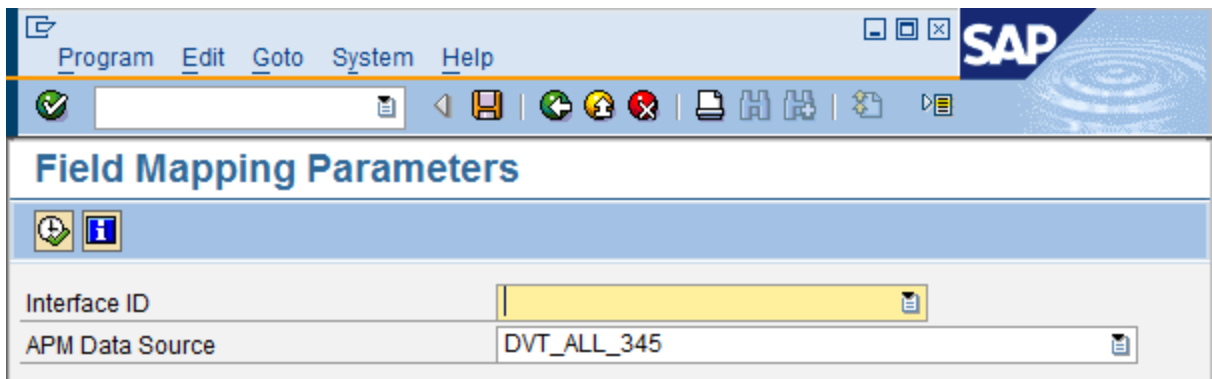 Program Edit Goto System Help
SAP
Field Mapping Parameters
Interface ID
APM Data Source DVT_ALL_345